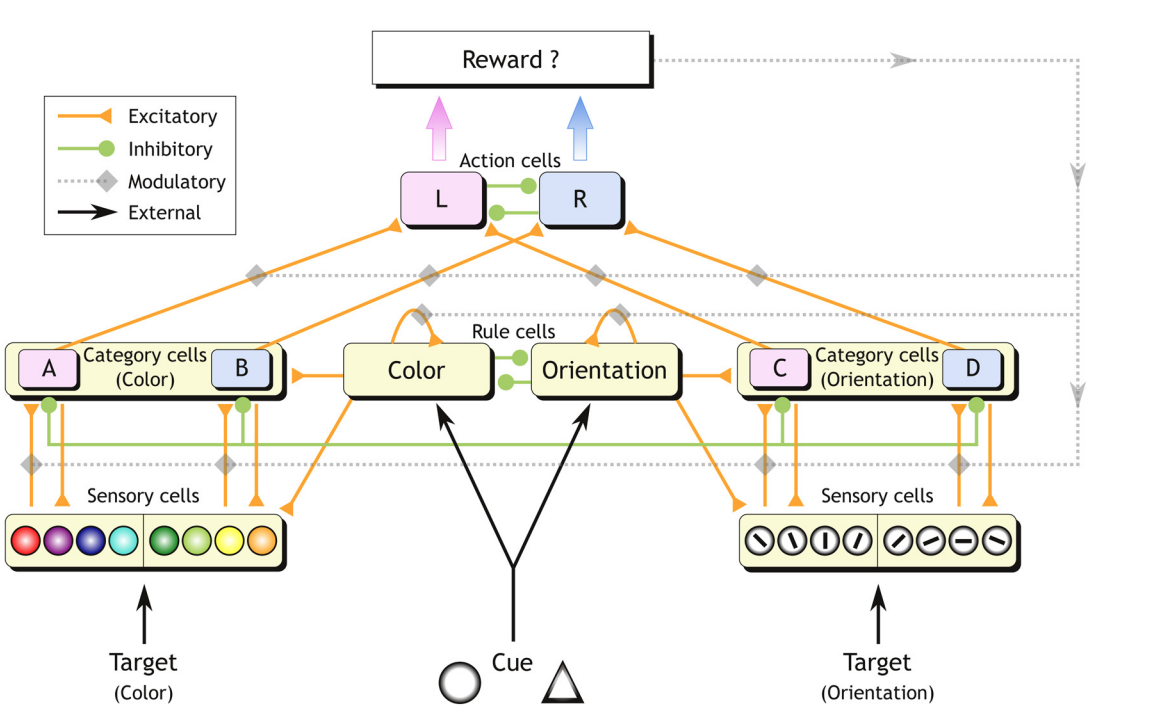 Reward ?
Excitatory
Inhibitory
Modulatory
External
Action cells
L
R
Rule cells
A
Category cells
(Color)
B
Color
Orientation
C
Category cells
(Orientation)
D
Sensory cells
Sensory cells
Target
(Color)
Cue
Target
(Orientation)